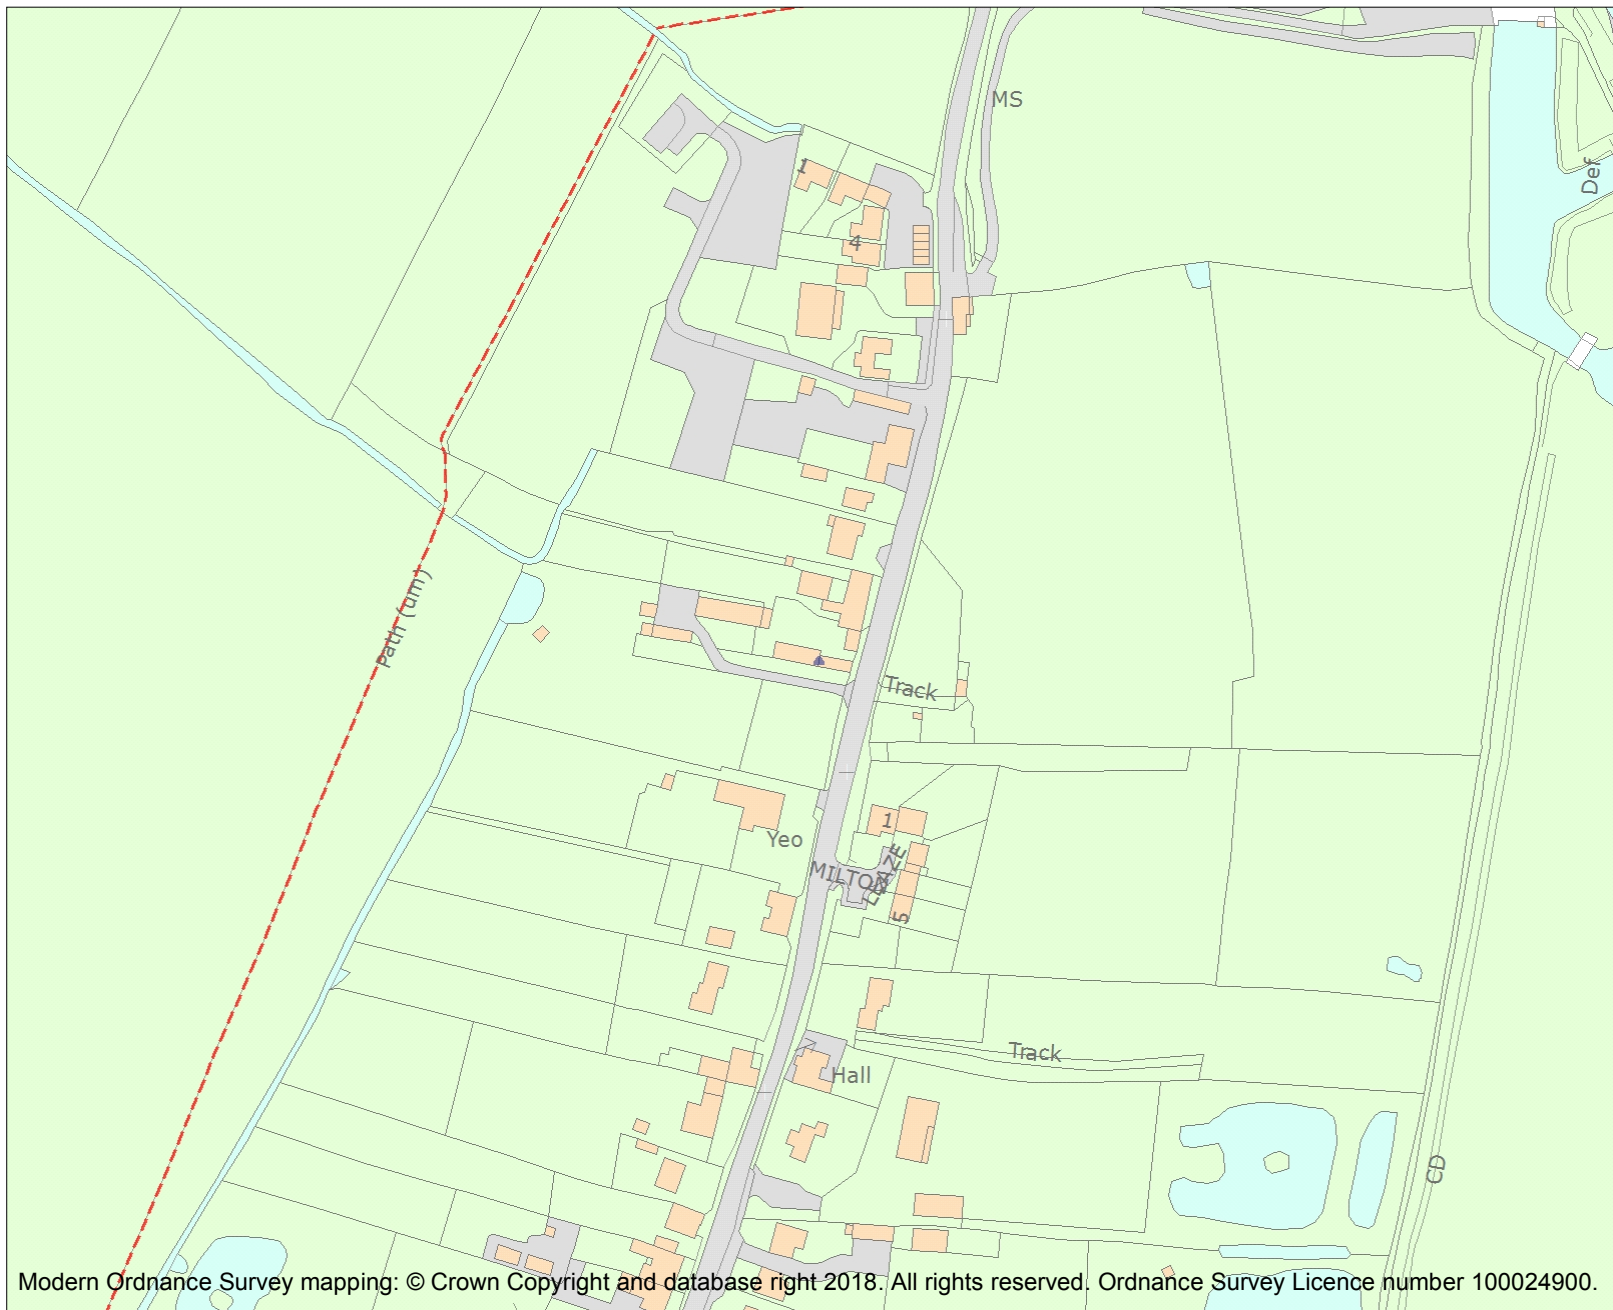 MS
Def
1
4
Path (um)
Track
1
Yeo
MILTON
LEAZE
5
Track
Hall
CD
Modern Ordnance Survey mapping: © Crown Copyright and database right 2018. All rights reserved. Ordnance Survey Licence number 100024900.